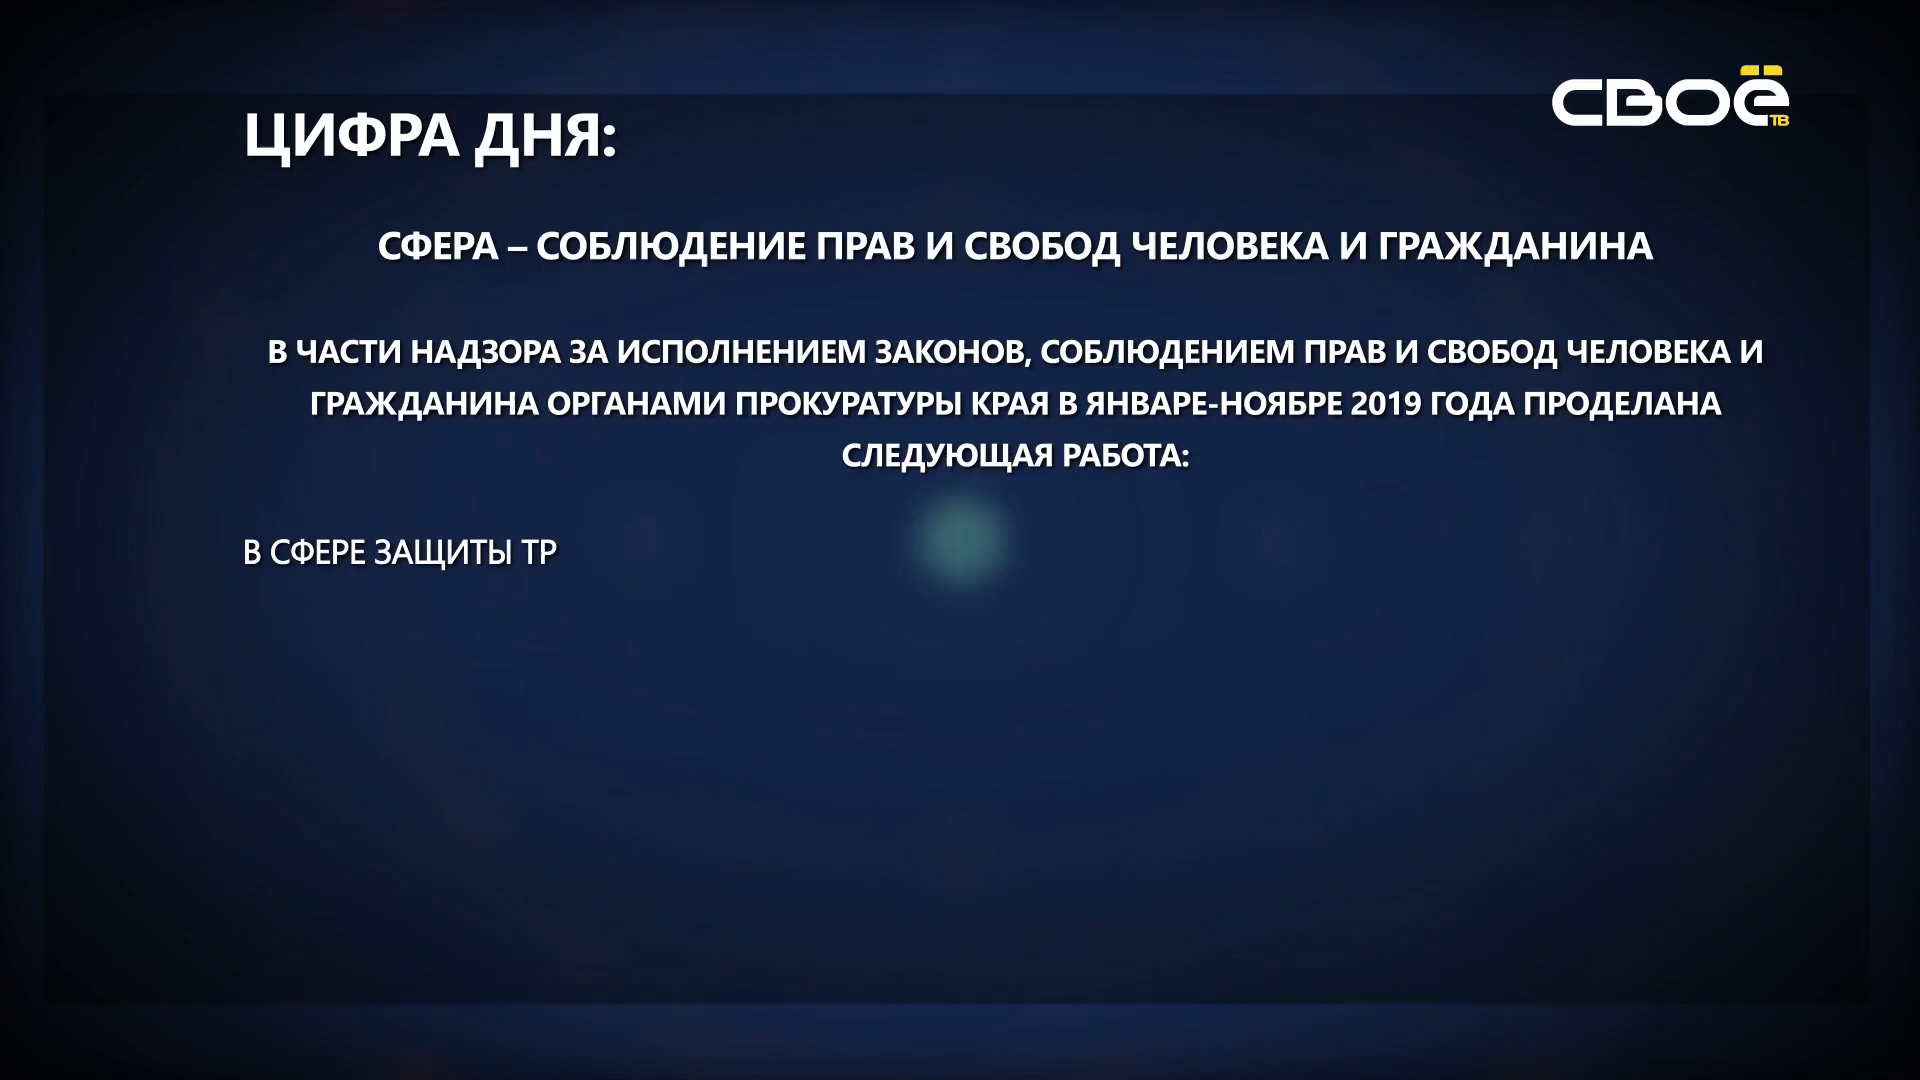 СВОЁ ТВ
ЦИФРА ДНЯ:
СФЕРА – СОБЛЮДЕНИЕ ПРАВ И СВОБОД ЧЕЛОВЕКА И ГРАЖДАНИНА
В ЧАСТИ НАДЗОРА ЗА ИСПОЛНЕНИЕМ ЗАКОНОВ, СОБЛЮДЕНИЕМ ПРАВ И СВОБОД ЧЕЛОВЕКА И
ГРАЖДАНИНА ОРГАНАМИ ПРОКУРАТУРЫ КРАЯ В ЯНВАРЕ-НОЯБРЕ 2019 ГОДА ПРОДЕЛАНА
СЛЕДУЮЩАЯ РАБОТА:
В СФЕРЕ ЗАЩИТЫ ТР